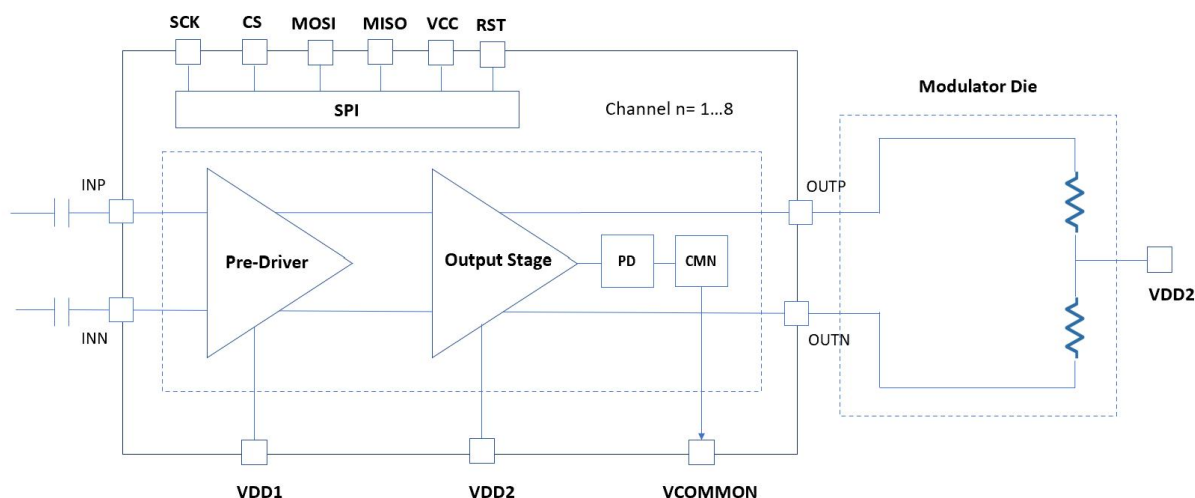 SCK CS MOSI MISO VCC RST
SPI
Channel n= 1...8
Modulator Die
INP
OUTP
Pre-Driver
Output Stage
PD
CMN
VDD2
INN
OUTN
VDD1
VDD2
VCOMMON